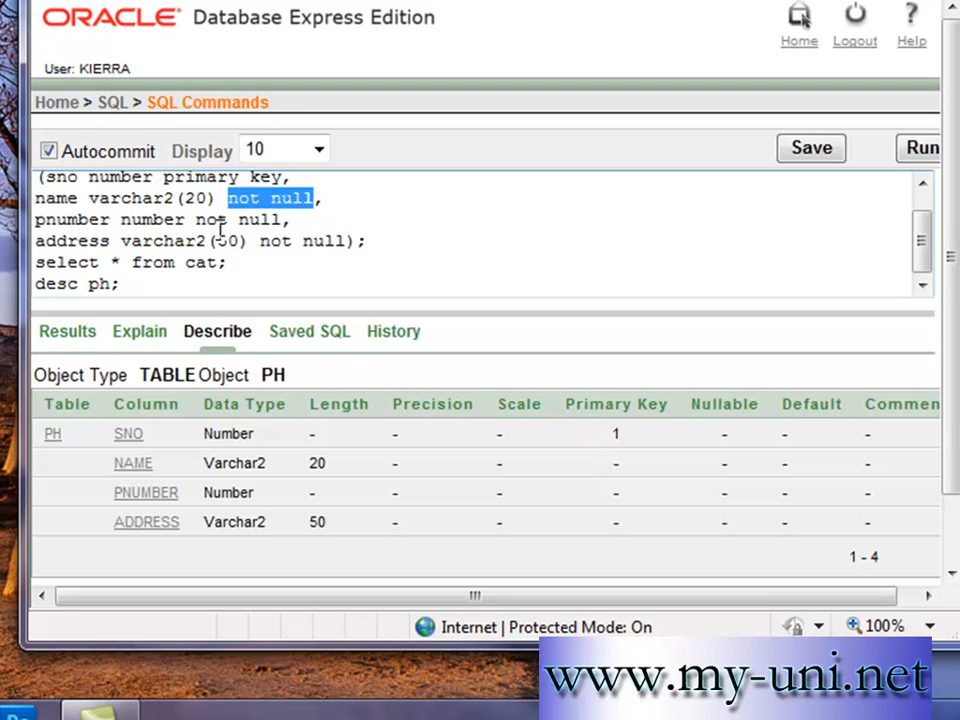 ORACLE Database Express Edition
Home Logout Help
User: KIERRA
Home > SQL > SQL Commands
Autocommit Display 10 Save Run
(sno number primary key,
name varchar2(20) not null,
pnumber number not null,
address varchar2(50) not null);
select * from cat;
desc ph;
Results Explain Describe Saved SQL History
Object Type TABLE Object PH
Table Column Data Type Length Precision Scale Primary Key Nullable Default Commen
PH SNO Number - - - 1 - - -
NAME Varchar2 20 - - - - - -
PNUMBER Number - - - - - - -
ADDRESS Varchar2 50 - - - - - -
1 - 4
Internet | Protected Mode: On 100%
www.my-uni.net